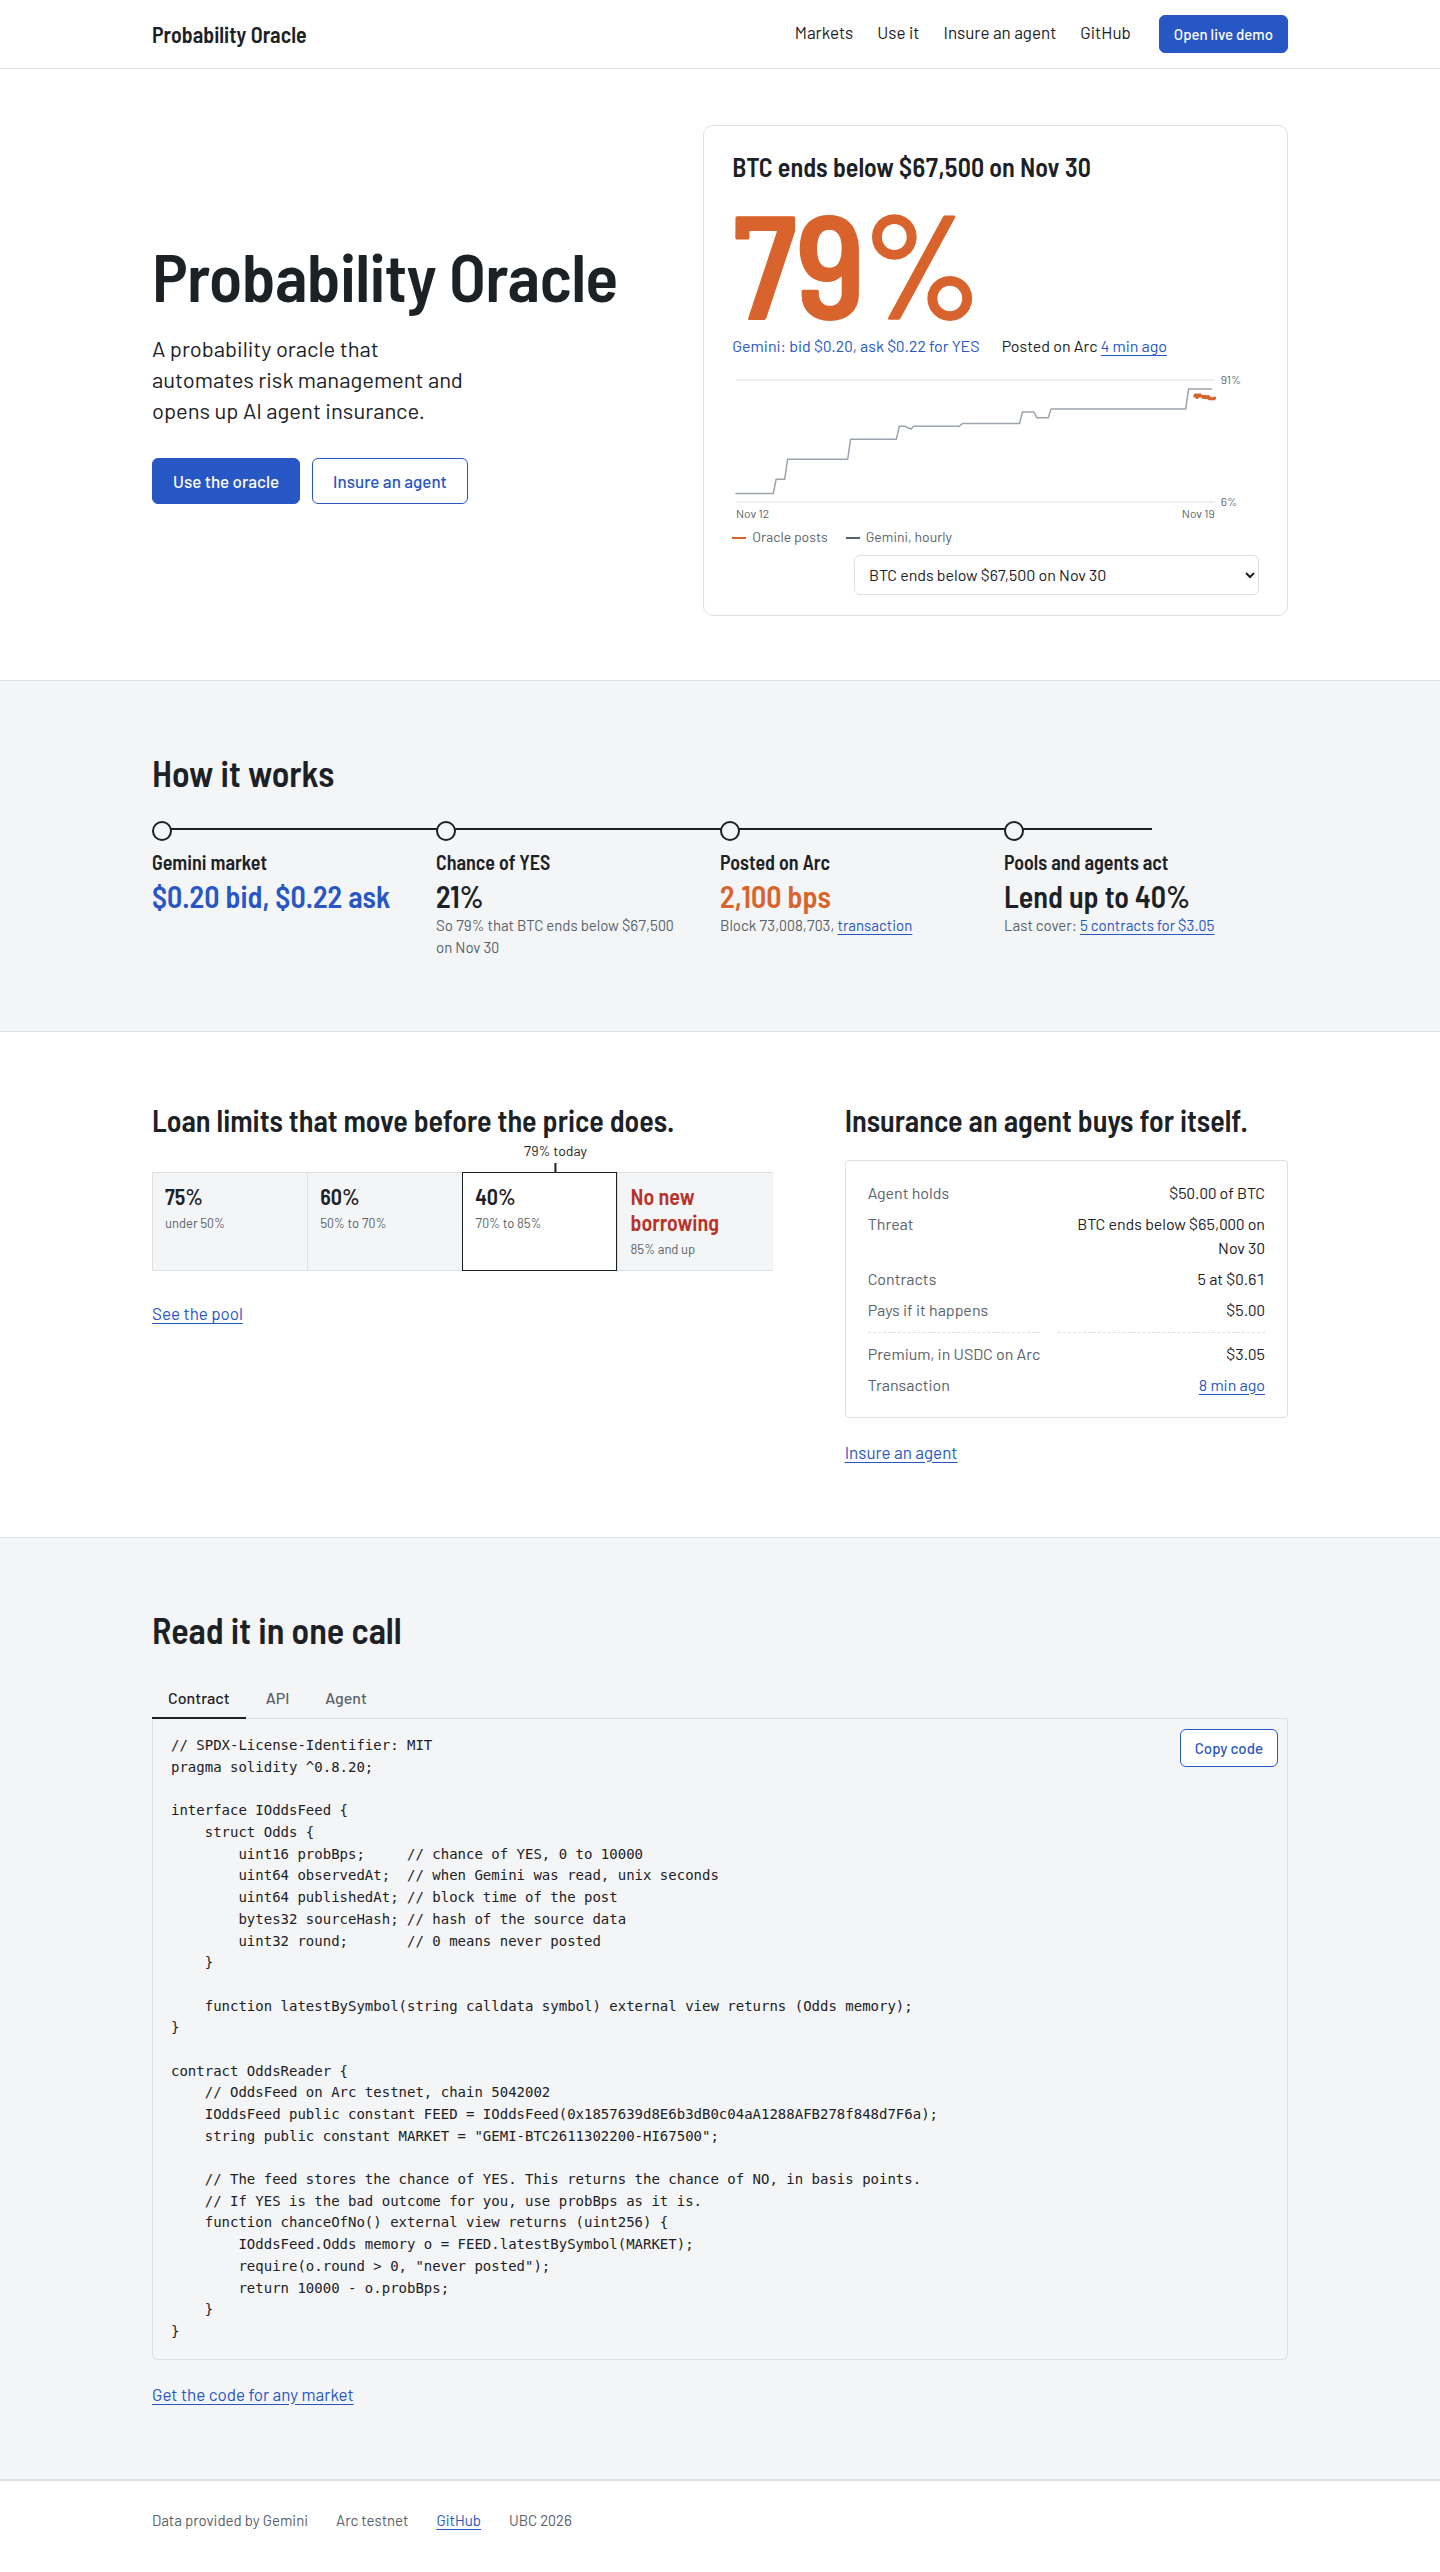 Probability Oracle
Markets
Use it
Insure an agent
GitHub
Open live demo
Probability Oracle
A probability oracle that
automates risk management and
opens up AI agent insurance.
Use the oracle
Insure an agent
BTC ends below $67,500 on Nov 30
79%
Gemini: bid $0.20, ask $0.22 for YES
Posted on Arc 4 min ago
91%
6%
Nov 12
Nov 19
Oracle posts
Gemini, hourly
BTC ends below $67,500 on Nov 30
How it works
Gemini market
$0.20 bid, $0.22 ask
Chance of YES
21%
So 79% that BTC ends below $67,500
on Nov 30
Posted on Arc
2,100 bps
Block 73,008,703, transaction
Pools and agents act
Lend up to 40%
Last cover: 5 contracts for $3.05
Loan limits that move before the price does.
79% today
75%
under 50%
60%
50% to 70%
40%
70% to 85%
No new
borrowing
85% and up
See the pool
Insurance an agent buys for itself.
Agent holds
$50.00 of BTC
Threat
BTC ends below $65,000 on
Nov 30
Contracts
5 at $0.61
Pays if it happens
$5.00
Premium, in USDC on Arc
$3.05
Transaction
8 min ago
Insure an agent
Read it in one call
Contract
API
Agent
Copy code
// SPDX-License-Identifier: MIT
pragma solidity ^0.8.20;
interface IOddsFeed {
    struct Odds {
        uint16 probBps;     // chance of YES, 0 to 10000
        uint64 observedAt;  // when Gemini was read, unix seconds
        uint64 publishedAt; // block time of the post
        bytes32 sourceHash; // hash of the source data
        uint32 round;       // 0 means never posted
    }
    function latestBySymbol(string calldata symbol) external view returns (Odds memory);
}
contract OddsReader {
    // OddsFeed on Arc testnet, chain 5042002
    IOddsFeed public constant FEED = IOddsFeed(0x1857639d8E6b3dB0c04aA1288AFB278f848d7F6a);
    string public constant MARKET = "GEMI-BTC2611302200-HI67500";
    // The feed stores the chance of YES. This returns the chance of NO, in basis points.
    // If YES is the bad outcome for you, use probBps as it is.
    function chanceOfNo() external view returns (uint256) {
        IOddsFeed.Odds memory o = FEED.latestBySymbol(MARKET);
        require(o.round > 0, "never posted");
        return 10000 - o.probBps;
    }
}
Get the code for any market
Data provided by Gemini
Arc testnet
GitHub
UBC 2026